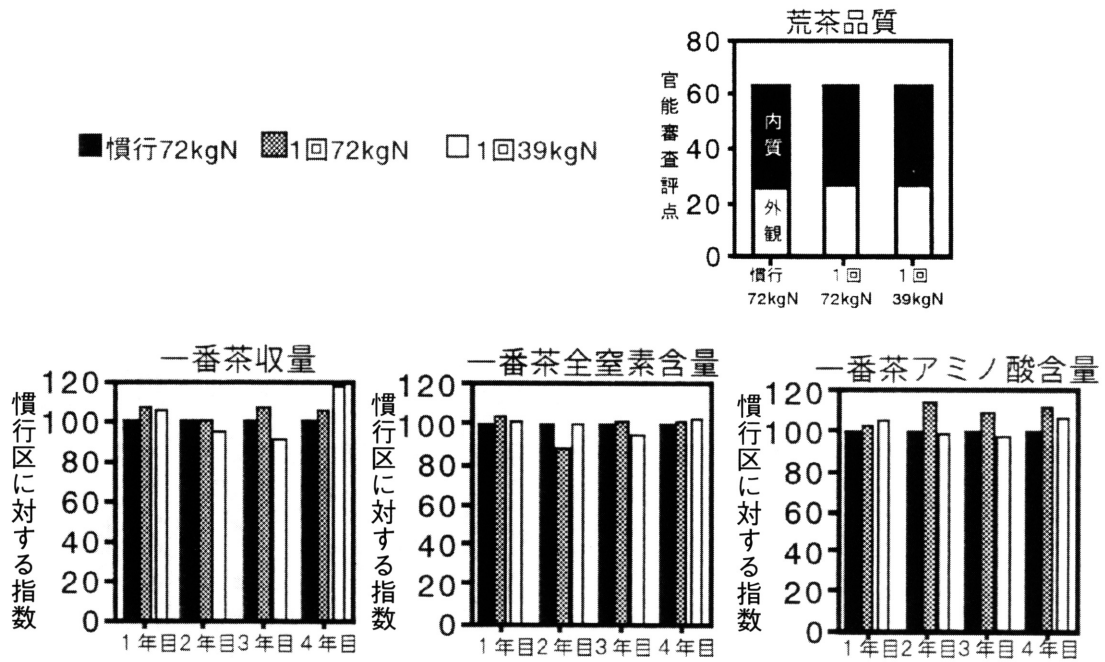 荒茶品質
官能審査評点
80
60
40
20
0
内質
外観
慣行
72kgN
1回
72kgN
1回
39kgN
慣行72kgN 1回72kgN 1回39kgN
一番茶収量
慣行区に対する指数
120
100
80
60
40
20
0
1年目 2年目 3年目 4年目
一番茶全窒素含量
慣行区に対する指数
120
100
80
60
40
20
0
1年目 2年目 3年目 4年目
一番茶アミノ酸含量
慣行区に対する指数
120
100
80
60
40
20
0
1年目 2年目 3年目 4年目